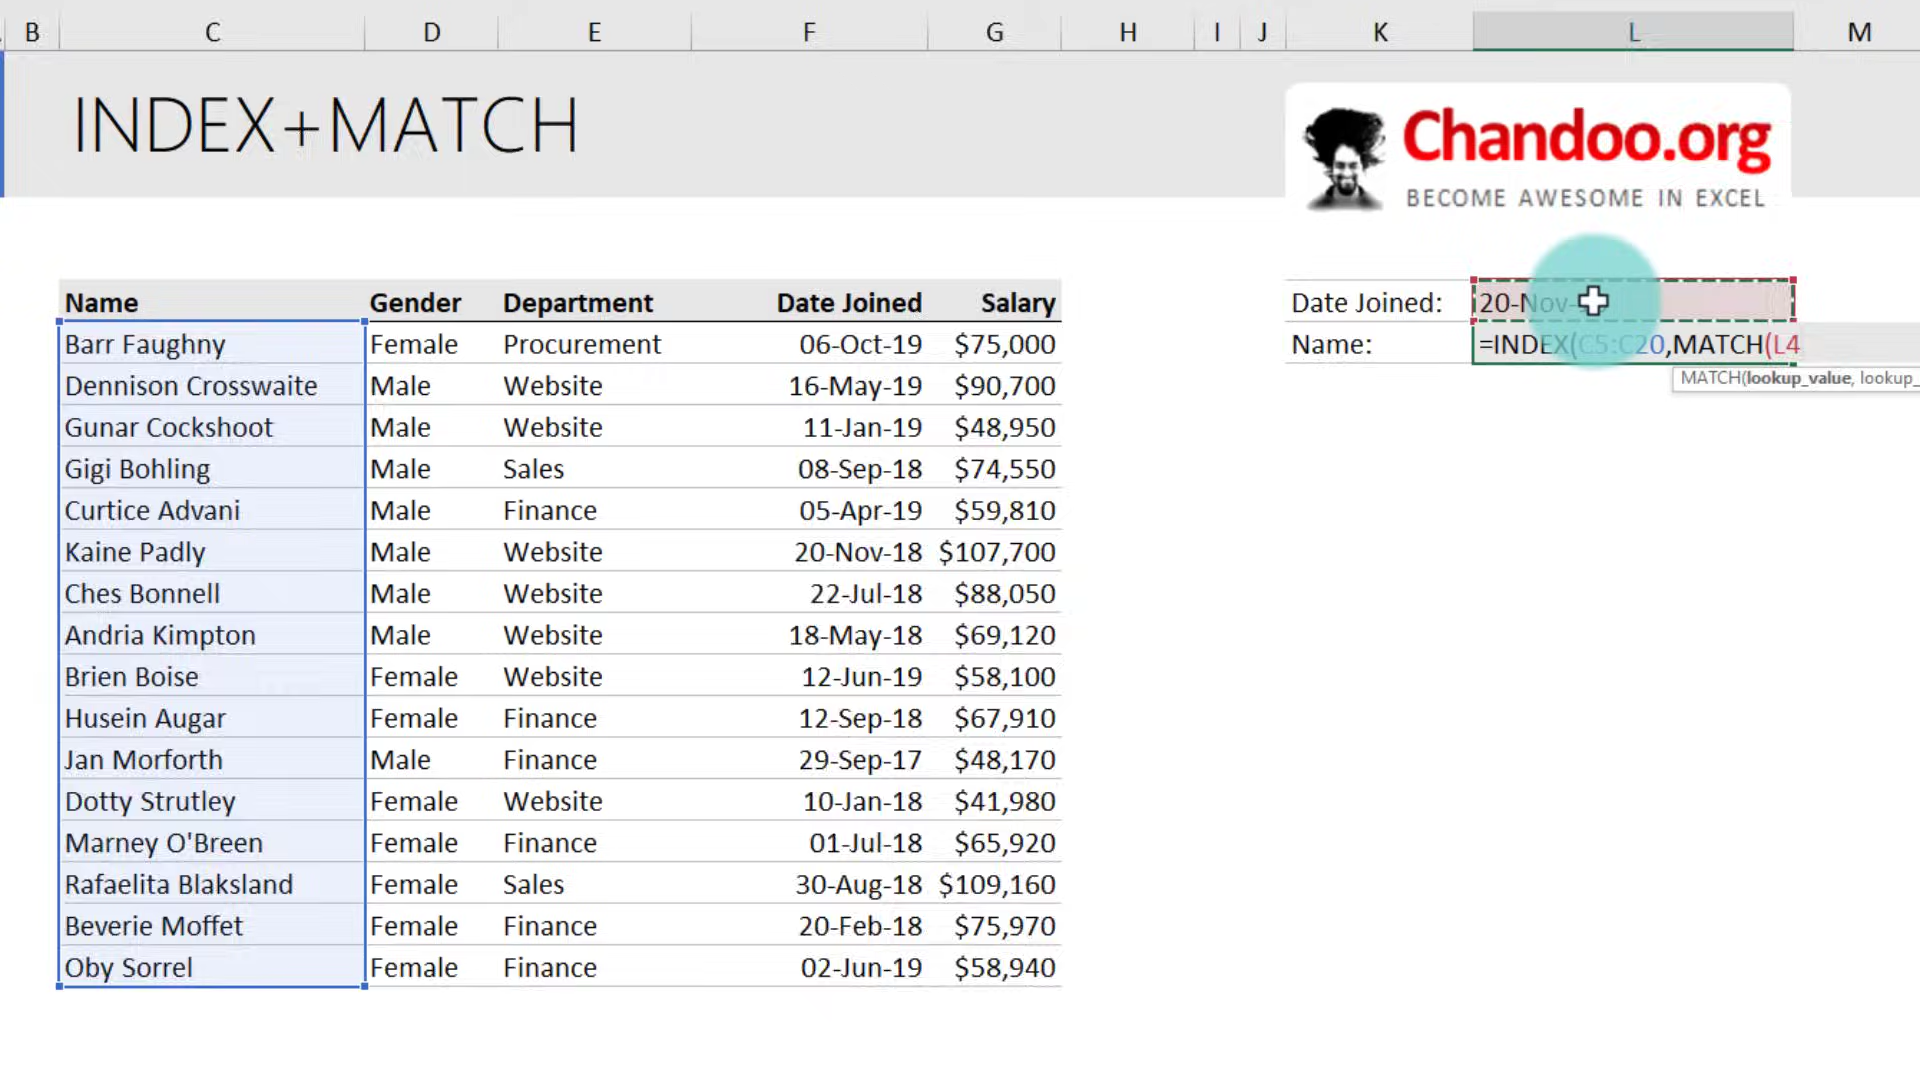 B C D E F G H I J K L M
INDEX+MATCH
Chandoo.org
BECOME AWESOME IN EXCEL
Name Gender Department Date Joined Salary
Date Joined: 20-Nov-
Barr Faughny Female Procurement 06-Oct-19 $75,000
Name: =INDEX(C5:C20,MATCH(L4
MATCH(lookup_value, lookup_
Dennison Crosswaite Male Website 16-May-19 $90,700
Gunar Cockshoot Male Website 11-Jan-19 $48,950
Gigi Bohling Male Sales 08-Sep-18 $74,550
Curtice Advani Male Finance 05-Apr-19 $59,810
Kaine Padly Male Website 20-Nov-18 $107,700
Ches Bonnell Male Website 22-Jul-18 $88,050
Andria Kimpton Male Website 18-May-18 $69,120
Brien Boise Female Website 12-Jun-19 $58,100
Husein Augar Female Finance 12-Sep-18 $67,910
Jan Morforth Male Finance 29-Sep-17 $48,170
Dotty Strutley Female Website 10-Jan-18 $41,980
Marney O'Breen Female Finance 01-Jul-18 $65,920
Rafaelita Blaksland Female Sales 30-Aug-18 $109,160
Beverie Moffet Female Finance 20-Feb-18 $75,970
Oby Sorrel Female Finance 02-Jun-19 $58,940